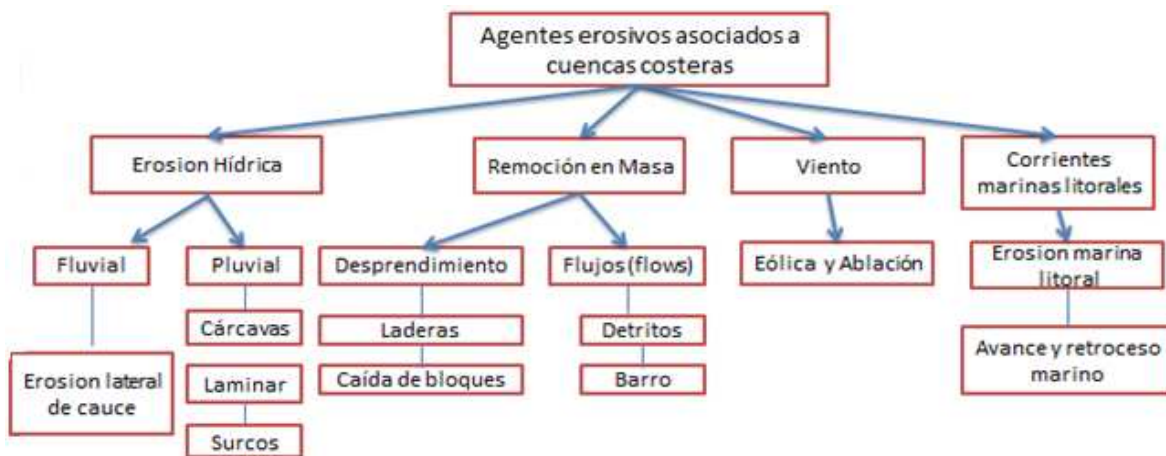 Agentes erosivos asociados a
cuencas costeras
Erosion Hídrica
Remoción en Masa
Viento
Corrientes
marinas litorales
Fluvial
Pluvial
Desprendimiento
Flujos (flows)
Eólica y Ablación
Erosion marina
litoral
Cárcavas
Laderas
Detritos
Erosion lateral
de cauce
Laminar
Caída de bloques
Barro
Avance y retroceso
marino
Surcos